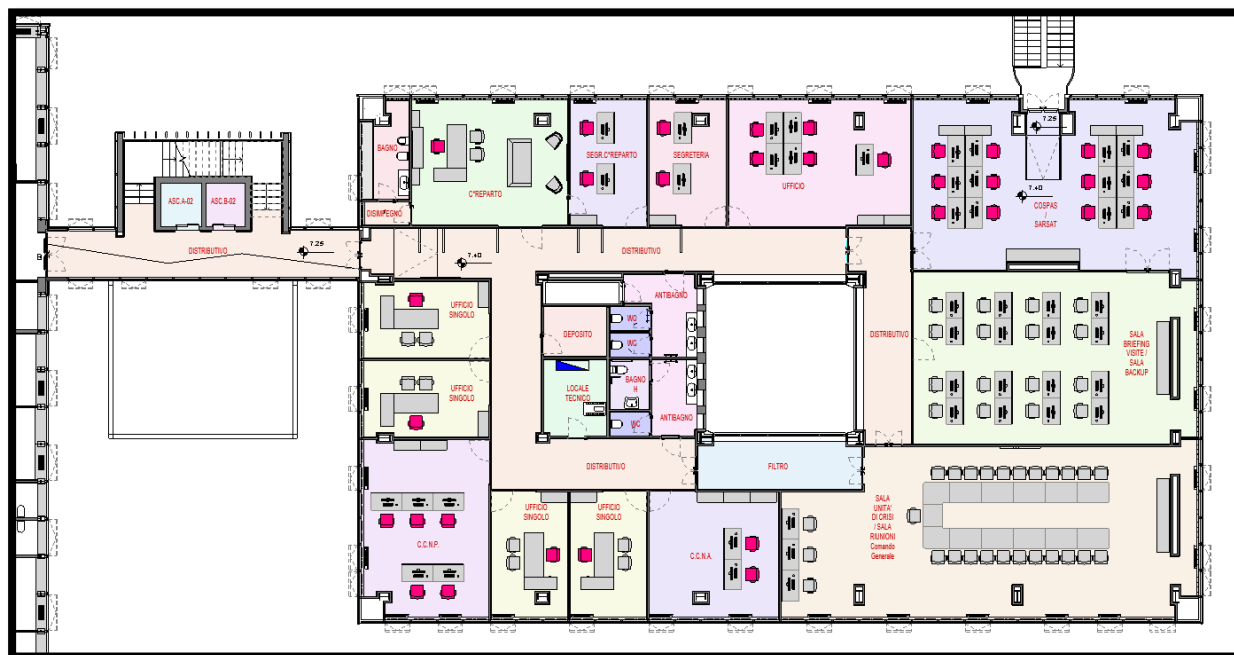 7.25
BAGNO
C°REPARTO
SEGR.C°REPARTO
SEGRETERIA
UFFICIO
7.40
COSPAS
/
SARSAT
ASC.A-02
ASC.B-02
DISIMPEGNO
DISTRIBUTIVO
7.25
7.40
DISTRIBUTIVO
UFFICIO
SINGOLO
ANTIBAGNO
WC
DEPOSITO
WC
DISTRIBUTIVO
SALA
BRIEFING
VISITE /
SALA
BACKUP
UFFICIO
SINGOLO
LOCALE
TECNICO
BAGNO
H
ANTIBAGNO
WC
DISTRIBUTIVO
FILTRO
C.C.N.P.
UFFICIO
SINGOLO
UFFICIO
SINGOLO
C.C.N.A.
SALA
UNITA'
DI CRISI
/ SALA
RIUNIONI
Comando
Generale